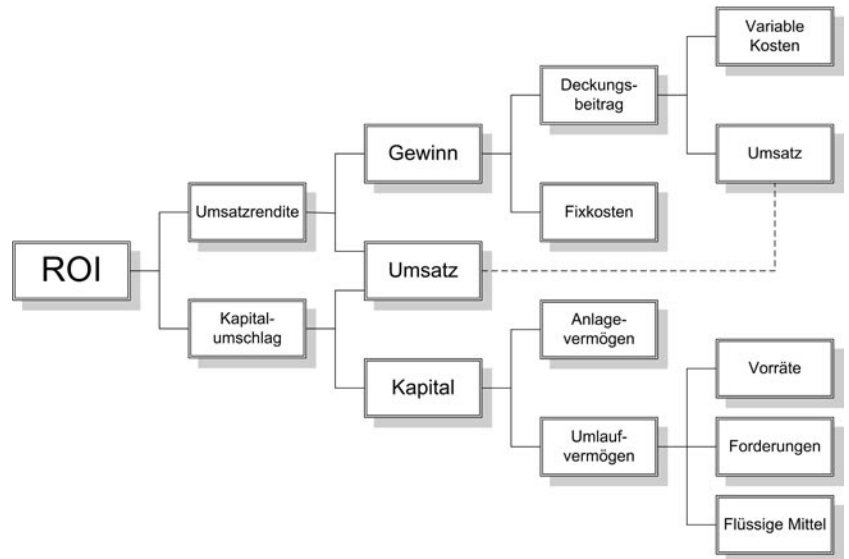 Variable
Kosten
Deckungs-
beitrag
Gewinn
Umsatz
Umsatzrendite
Fixkosten
ROI
Umsatz
Kapital-
umschlag
Anlage-
vermögen
Kapital
Vorräte
Umlauf-
vermögen
Forderungen
Flüssige Mittel